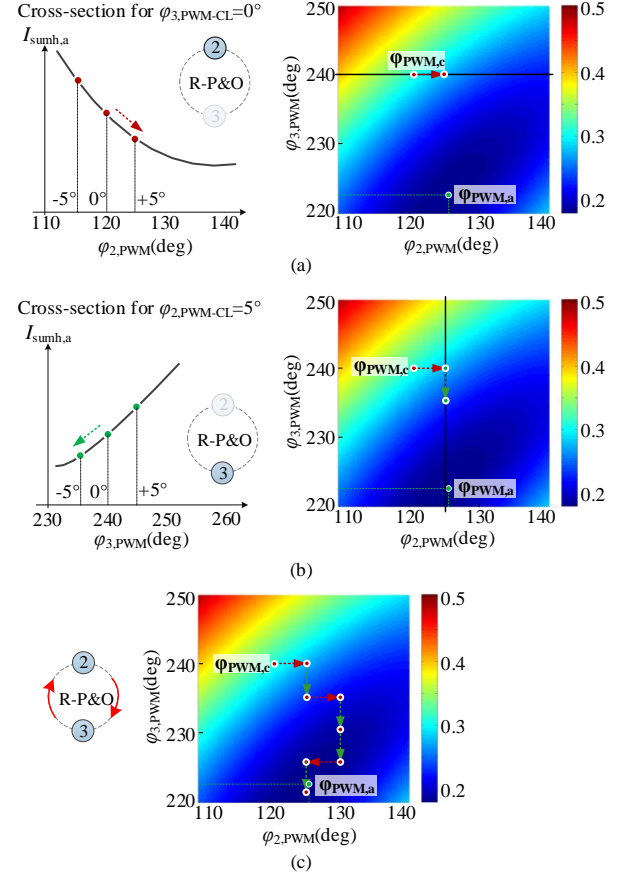 Cross-section for φ3,PWM-CL=0°
Isumh,a
2
R-P&O
3
-5° 0° +5°
110 120 130 140
φ2,PWM(deg)
250
240
230
220
φ3,PWM(deg)
φPWM,c
φPWM,a
110 120 130 140
φ2,PWM(deg)
0.5
0.4
0.3
0.2
(a)
Cross-section for φ2,PWM-CL=5°
Isumh,a
2
R-P&O
3
-5° 0° +5°
230 240 250 260
φ3,PWM(deg)
250
240
230
220
φ3,PWM(deg)
φPWM,c
φPWM,a
110 120 130 140
φ2,PWM(deg)
0.5
0.4
0.3
0.2
(b)
2
R-P&O
3
250
240
230
220
φ3,PWM(deg)
φPWM,c
φPWM,a
110 120 130 140
φ2,PWM(deg)
0.5
0.4
0.3
0.2
(c)